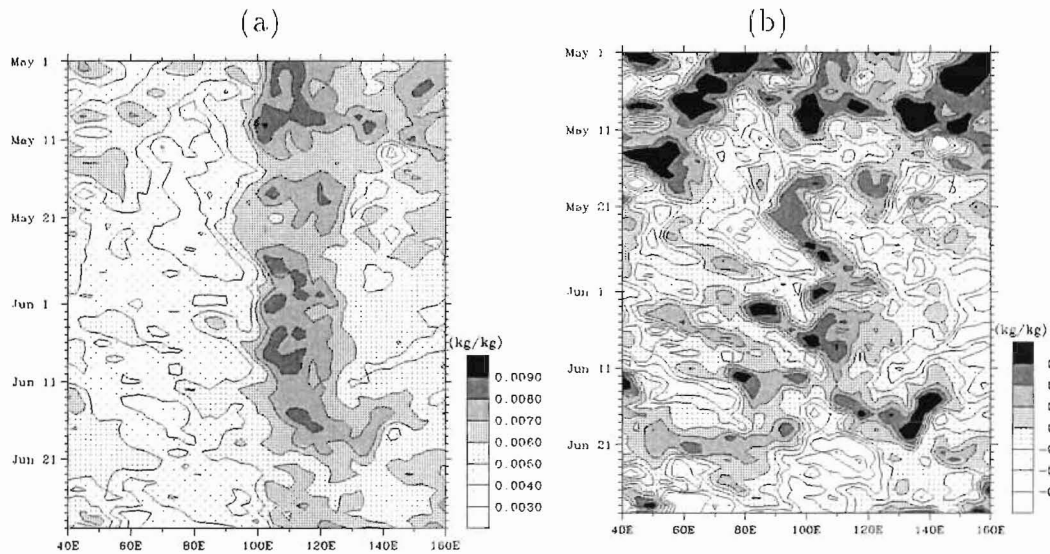 (a)
May 1
May 11
May 21
Jun 1
Jun 11
Jun 21
40E 60E 80E 100E 120E 140E 160E
(kg/kg)
0.0090
0.0080
0.0070
0.0060
0.0050
0.0040
0.0030
(b)
May 1
May 11
May 21
Jun 1
Jun 11
Jun 21
40E 60E 80E 100E 120E 140E 160E
(kg/kg)